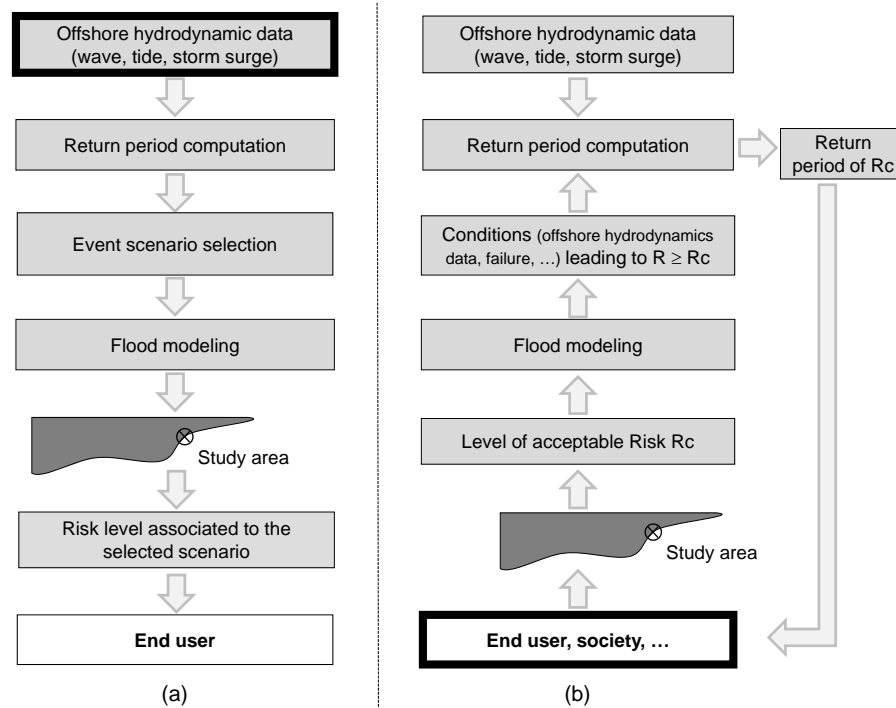 Offshore hydrodynamic data
(wave, tide, storm surge)
Return period computation
Event scenario selection
Flood modeling
Study area
Risk level associated to the
selected scenario
End user
(a)
Offshore hydrodynamic data
(wave, tide, storm surge)
Return period computation
Return
period of Rc
Conditions (offshore hydrodynamics
data, failure, …) leading to R ≥ Rc
Flood modeling
Level of acceptable Risk Rc
Study area
End user, society, …
(b)